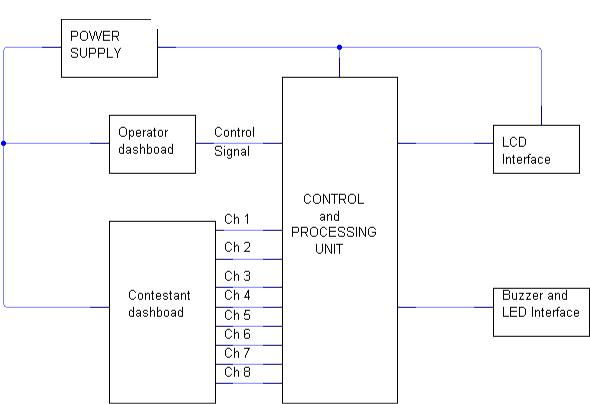 POWER
SUPPLY
Operator
dashboad
Control
Signal
LCD
Interface
CONTROL
and
PROCESSING
UNIT
Ch 1
Ch 2
Ch 3
Ch 4
Ch 5
Ch 6
Ch 7
Ch 8
Contestant
dashboad
Buzzer and
LED Interface